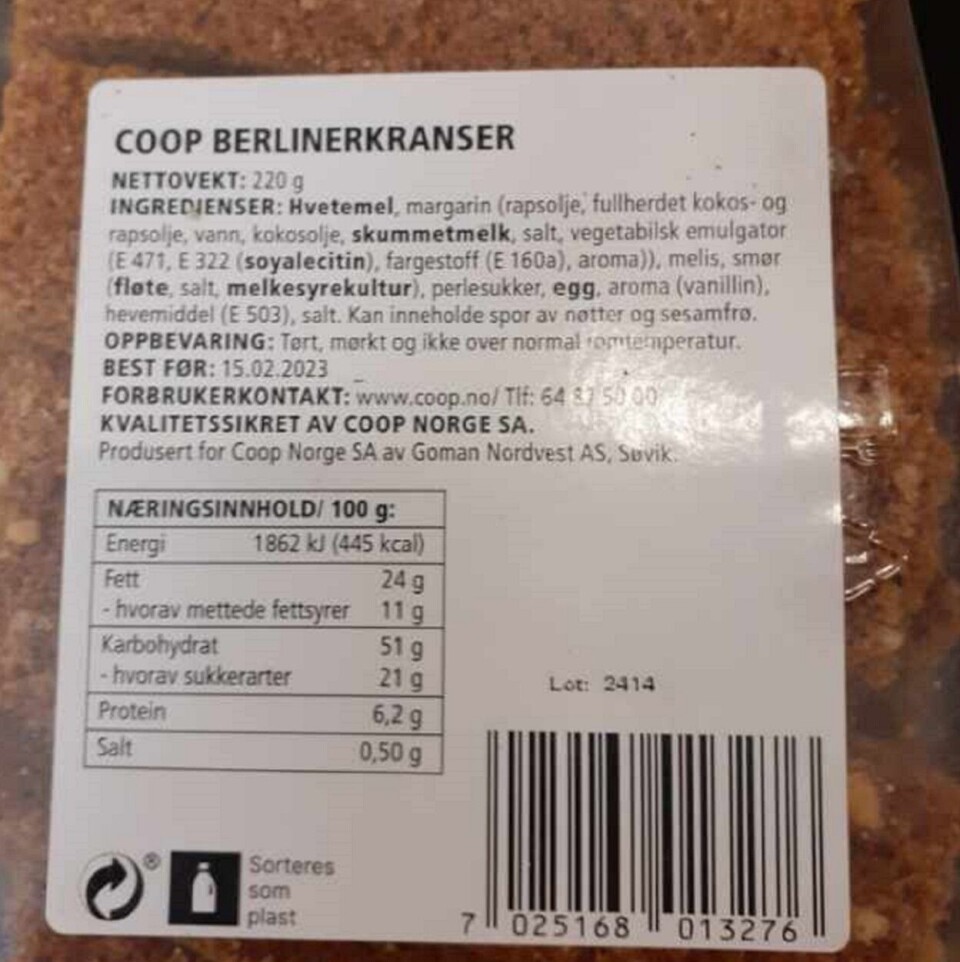 COOP BERLINERKRANSER
NETTOVEKT: 220 g
INGREDIENSER: Hvetemel, margarin (rapsolje, fullherdet kokos- og
rapsolje, vann, kokosolje, skummetmelk, salt, vegetabilsk emulgator
(E 471, E 322 (soyalecitin), fargestoff (E 160a), aroma)), melis, smør
(fløte, salt, melkesyrekultur), perlesukker, egg, aroma (vanillin),
hevemiddel (E 503), salt. Kan inneholde spor av nøtter og sesamfrø.
OPPBEVARING: Tørt, mørkt og ikke over normal romtemperatur.
BEST FØR: 15.02.2023
FORBRUKERKONTAKT: www.coop.no/ Tlf: 64 87 50 00
KVALITETSSIKRET AV COOP NORGE SA.
Produsert for Coop Norge SA av Goman Nordvest AS, Søvik.
NÆRINGSINNHOLD/ 100 g:
Energi 1862 kJ (445 kcal)
Fett 24 g
- hvorav mettede fettsyrer 11 g
Karbohydrat 51 g
- hvorav sukkerarter 21 g
Protein 6,2 g
Salt 0,50 g
Lot: 2414
® Sorteres
som
plast
7 025168 013276